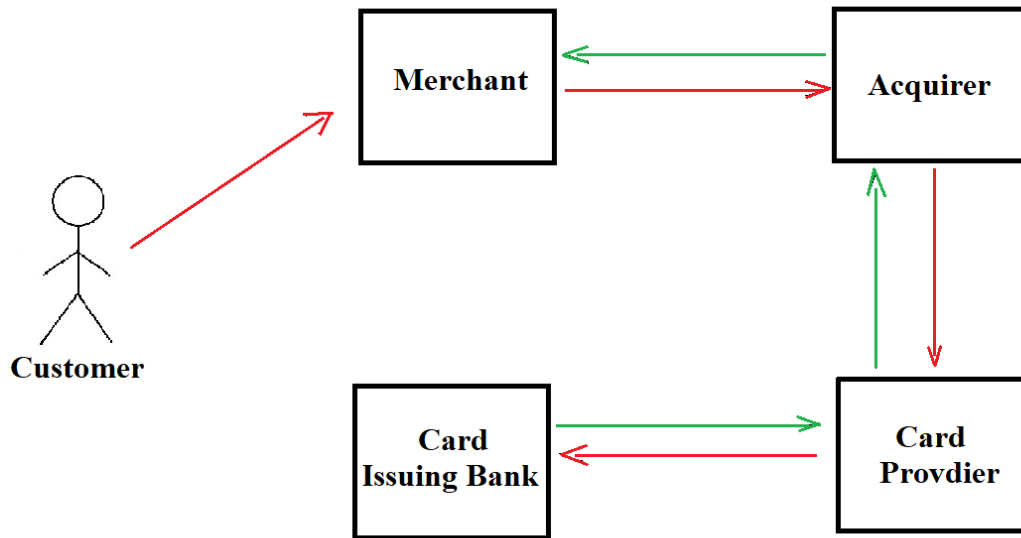 Merchant
Acquirer
Customer
Card
Issuing Bank
Card
Provdier